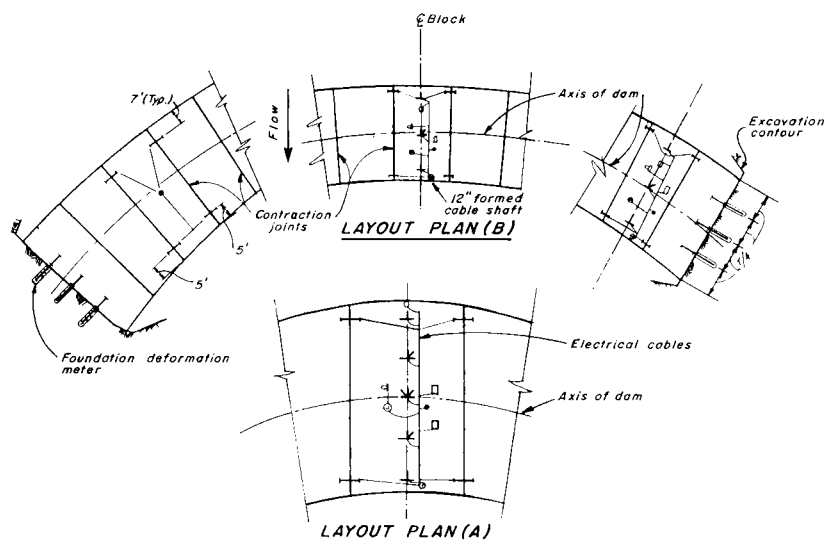 ℄ Block
7' (Typ.)
Flow
Axis of dam
Excavation
contour
Contraction
joints
12" formed
cable shaft
LAYOUT PLAN (B)
5'
5'
Foundation deformation
meter
Electrical cables
Axis of dam
LAYOUT PLAN (A)